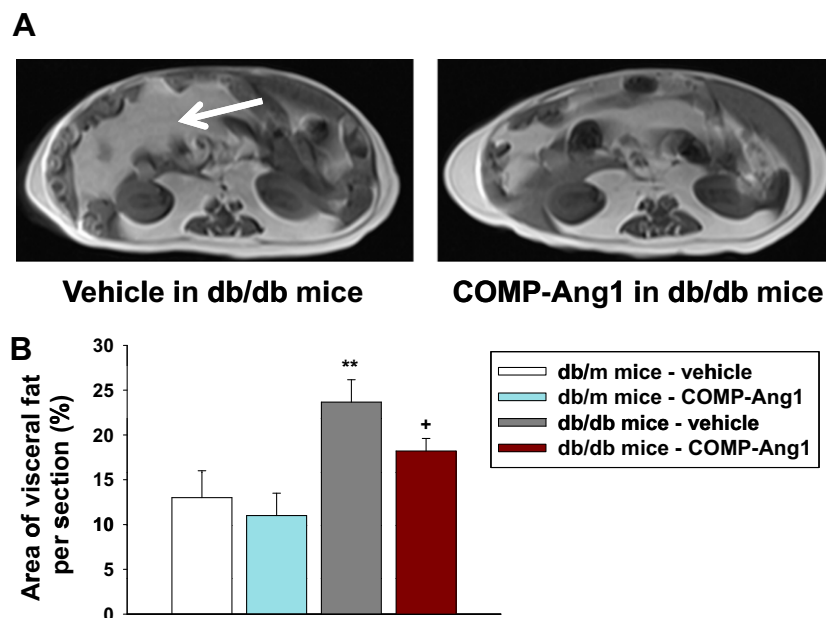 A
Vehicle in db/db mice
COMP-Ang1 in db/db mice
B
Area of visceral fat
per section (%)
30
25
20
15
10
5
0
**
+
db/m mice - vehicle
db/m mice - COMP-Ang1
db/db mice - vehicle
db/db mice - COMP-Ang1